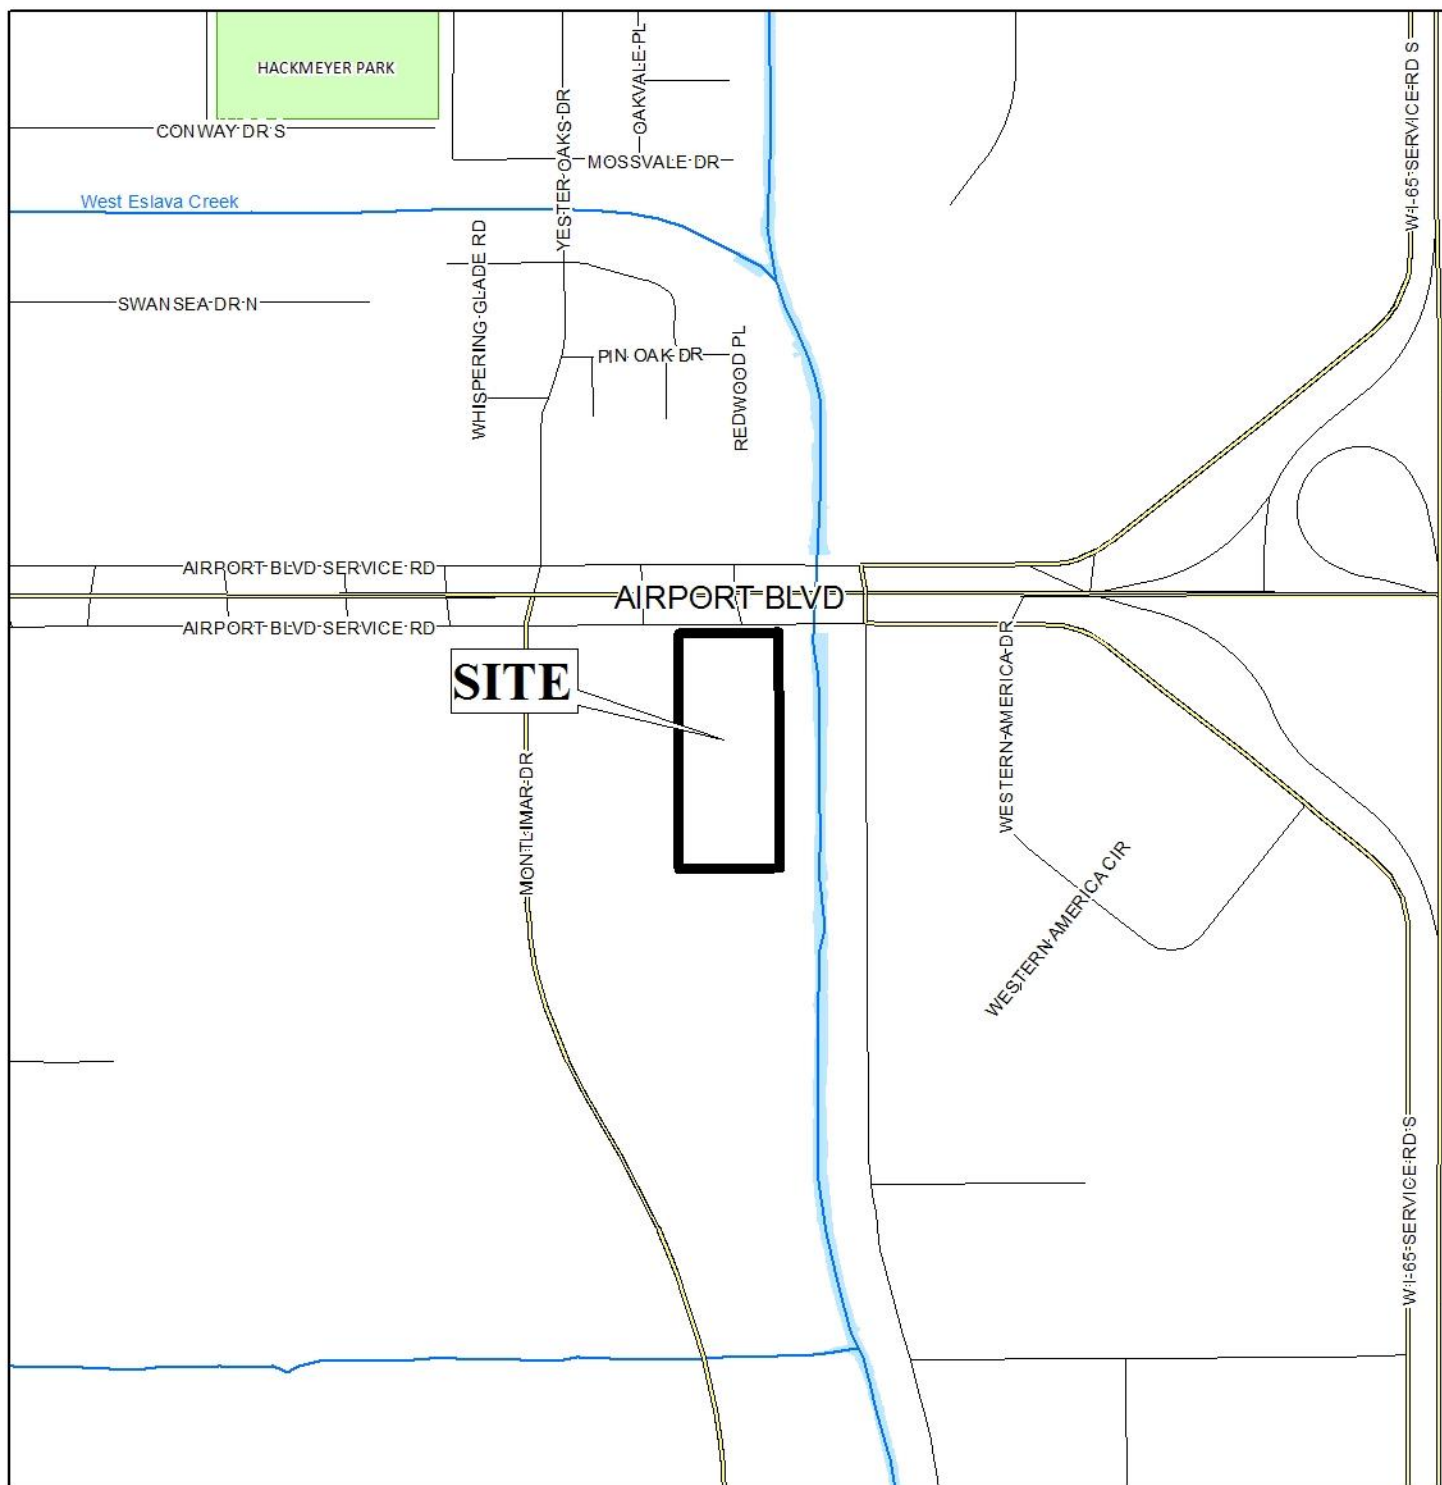 OAKVALE PL
W I-65 SERVICE RD S
HACKMEYER PARK
YESTER OAKS DR
CONWAY DR S
MOSSVALE DR
West Eslava Creek
WHISPERING GLADE RD
SWANSEA DR N
REDWOOD PL
PIN OAK DR
AIRPORT BLVD SERVICE RD
AIRPORT BLVD
AIRPORT BLVD SERVICE RD
SITE
WESTERN AMERICA DR
MONTLIMAR DR
WESTERN AMERICA CIR
W I-65 SERVICE RD S